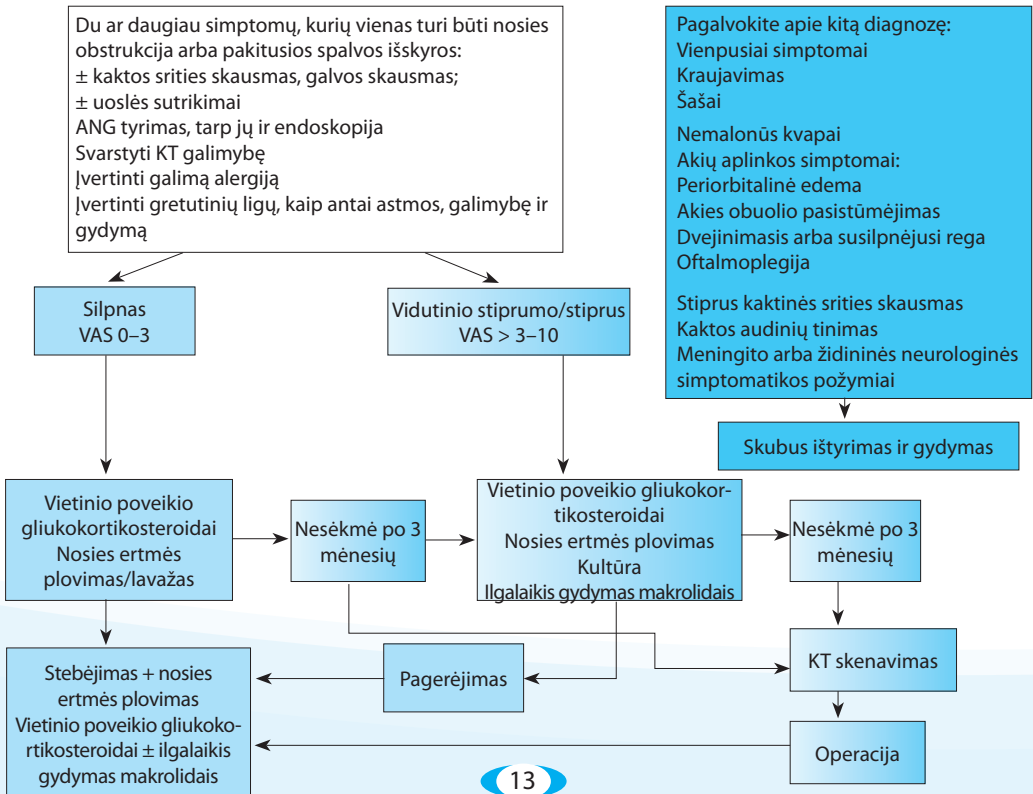 Du ar daugiau simptomų, kurių vienas turi būti nosies
obstrukcija arba pakitusios spalvos išskyros:
± kaktos srities skausmas, galvos skausmas;
± uoslės sutrikimai
ANG tyrimas, tarp jų ir endoskopija
Svarstyti KT galimybę
Įvertinti galimą alergiją
Įvertinti gretutinių ligų, kaip antai astmos, galimybę ir
gydymą
Pagalvokite apie kitą diagnozę:
Vienpusiai simptomai
Kraujavimas
Šašai
Nemalonūs kvapai
Akių aplinkos simptomai:
Periorbitalinė edema
Akies obuolio pasistūmėjimas
Dvejinimasis arba susilpnėjusi rega
Oftalmoplegija
Stiprus kaktinės srities skausmas
Kaktos audinių tinimas
Meningito arba židininės neurologinės
simptomatikos požymiai
Silpnas
VAS 0–3
Vidutinio stiprumo/stiprus
VAS > 3–10
Skubus ištyrimas ir gydymas
Vietinio poveikio
gliukokortikosteroidai
Nosies ertmės
plovimas/lavažas
Nesėkmė po 3
mėnesių
Vietinio poveikio gliukokor-
tikosteroidai
Nosies ertmės plovimas
Kultūra
Ilgalaikis gydymas makrolidais
Nesėkmė po 3
mėnesių
Stebėjimas + nosies
ertmės plovimas
Vietinio poveikio gliukoko-
rtikosteroidai ± ilgalaikis
gydymas makrolidais
Pagerėjimas
KT skenavimas
Operacija
13